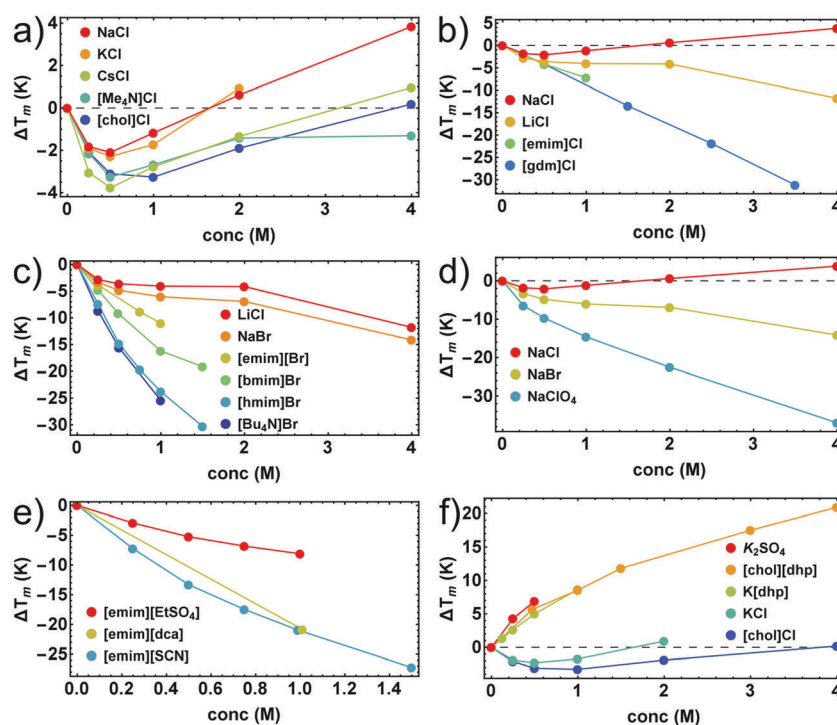 a)
NaCl
KCl
CsCl
[Me₄N]Cl
[chol]Cl
ΔTm (K)
4
2
0
-2
-4
0 1 2 3 4
conc (M)
b)
NaCl
LiCl
[emim]Cl
[gdm]Cl
ΔTm (K)
5
0
-5
-10
-15
-20
-25
-30
0 1 2 3 4
conc (M)
c)
LiCl
NaBr
[emim][Br]
[bmim]Br
[hmim]Br
[Bu₄N]Br
ΔTm (K)
0
-5
-10
-15
-20
-25
-30
0 1 2 3 4
conc (M)
d)
NaCl
NaBr
NaClO₄
ΔTm (K)
0
-10
-20
-30
0 1 2 3 4
conc (M)
e)
[emim][EtSO₄]
[emim][dca]
[emim][SCN]
ΔTm (K)
0
-5
-10
-15
-20
-25
0.0 0.2 0.4 0.6 0.8 1.0 1.2 1.4
conc (M)
f)
K₂SO₄
[chol][dhp]
K[dhp]
KCl
[chol]Cl
ΔTm (K)
20
15
10
5
0
-5
0 1 2 3 4
conc (M)